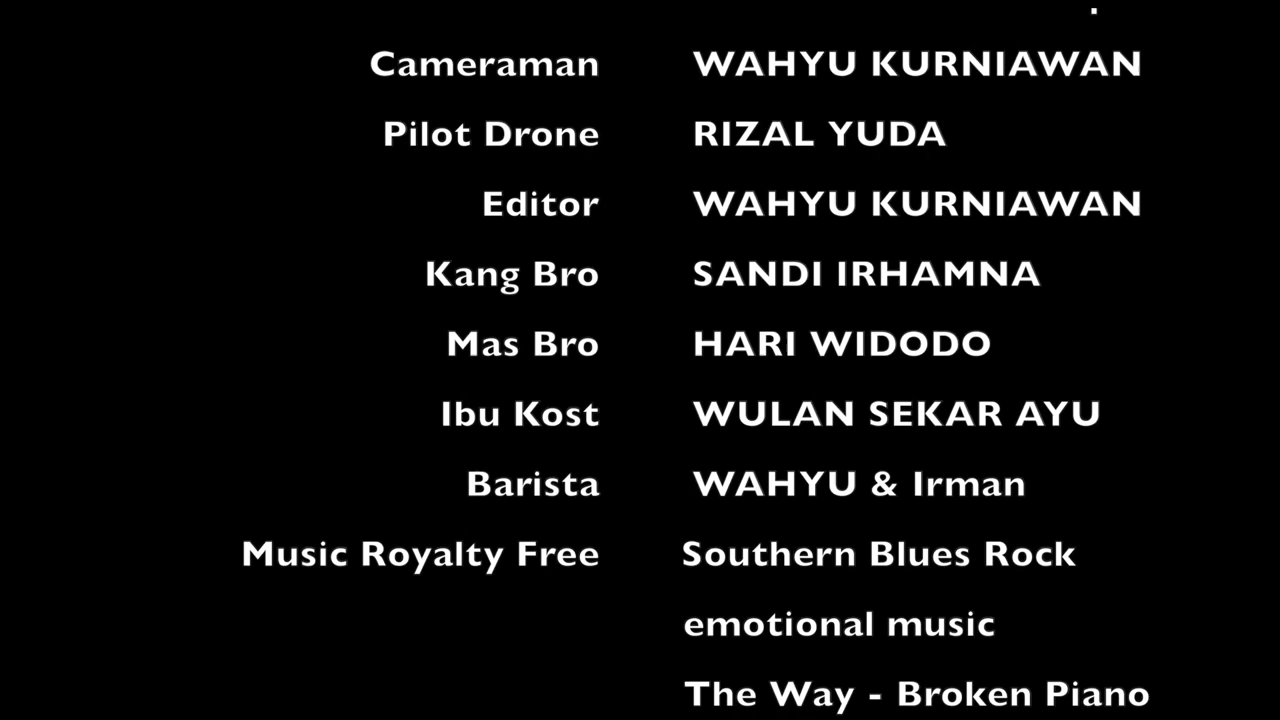 Cameraman WAHYU KURNIAWAN
Pilot Drone RIZAL YUDA
Editor WAHYU KURNIAWAN
Kang Bro SANDI IRHAMNA
Mas Bro HARI WIDODO
Ibu Kost WULAN SEKAR AYU
Barista WAHYU & Irman
Music Royalty Free Southern Blues Rock
emotional music
The Way - Broken Piano